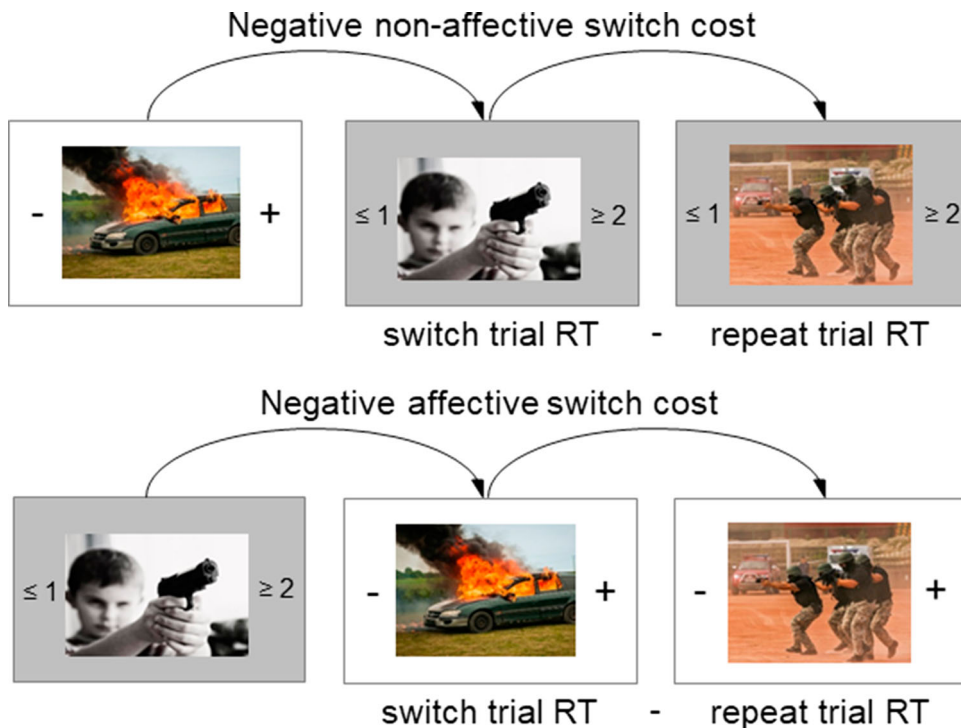 Negative non-affective switch cost
- +
≤ 1 ≥ 2
≤ 1 ≥ 2
switch trial RT - repeat trial RT
Negative affective switch cost
≤ 1 ≥ 2
- +
- +
switch trial RT - repeat trial RT